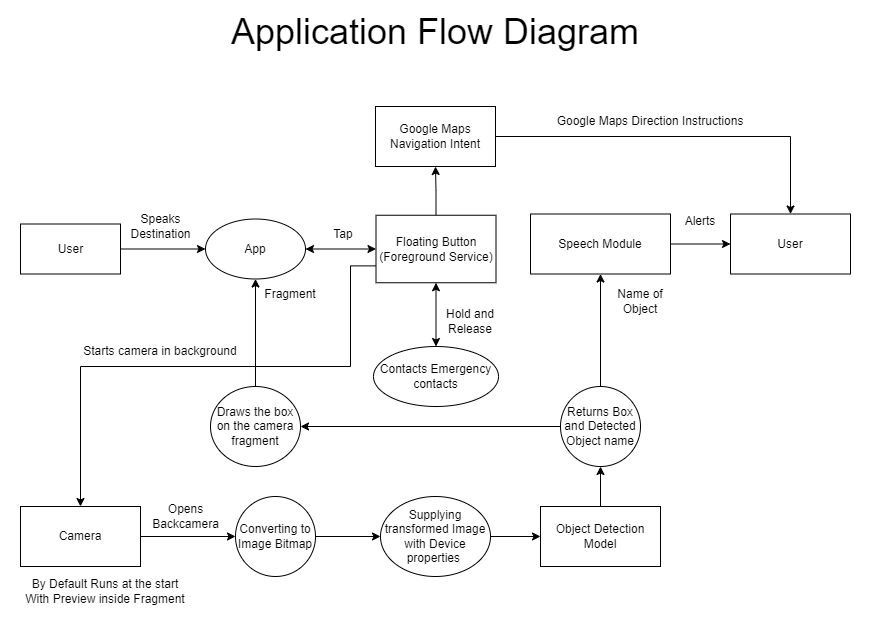 Application Flow Diagram
Google Maps
Navigation Intent
Google Maps Direction Instructions
User
Speaks
Destination
App
Tap
Floating Button
(Foreground Service)
Speech Module
Alerts
User
Fragment
Hold and
Release
Name of
Object
Starts camera in background
Contacts Emergency
contacts
Draws the box
on the camera
fragment
Returns Box
and Detected
Object name
Camera
Opens
Backcamera
Converting to
Image Bitmap
Supplying
transformed Image
with Device
properties
Object Detection
Model
By Default Runs at the start
With Preview inside Fragment